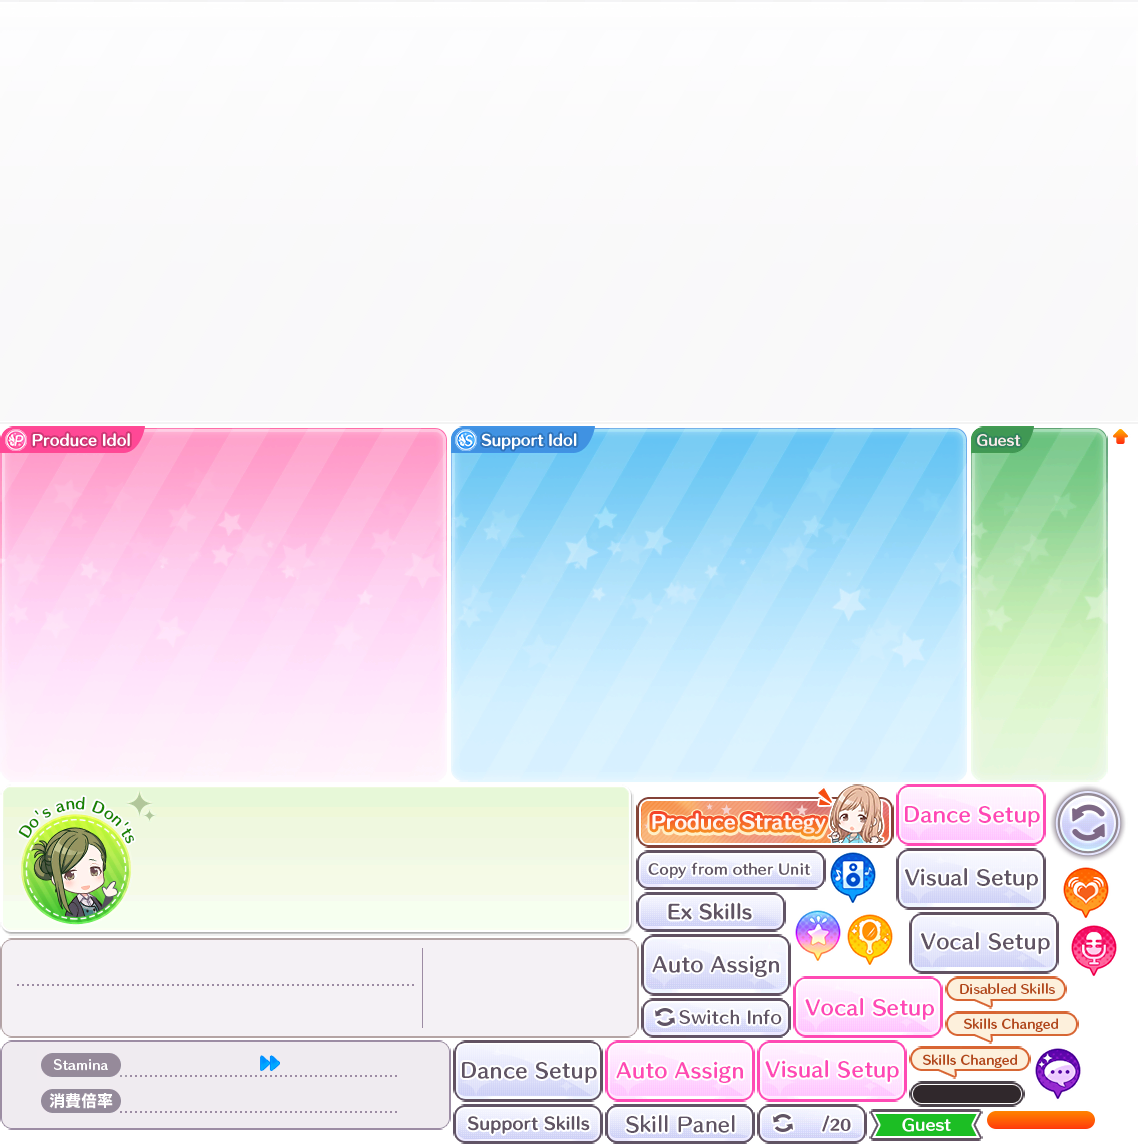 Produce Idol
Support Idol
Guest
Do's and Don'ts
Produce Strategy
Dance Setup
Copy from other Unit
Visual Setup
Ex Skills
Vocal Setup
Auto Assign
Disabled Skills
Vocal Setup
Switch Info
Skills Changed
Stamina
消費倍率
Dance Setup
Auto Assign
Visual Setup
Skills Changed
Support Skills
Skill Panel
/20
Guest